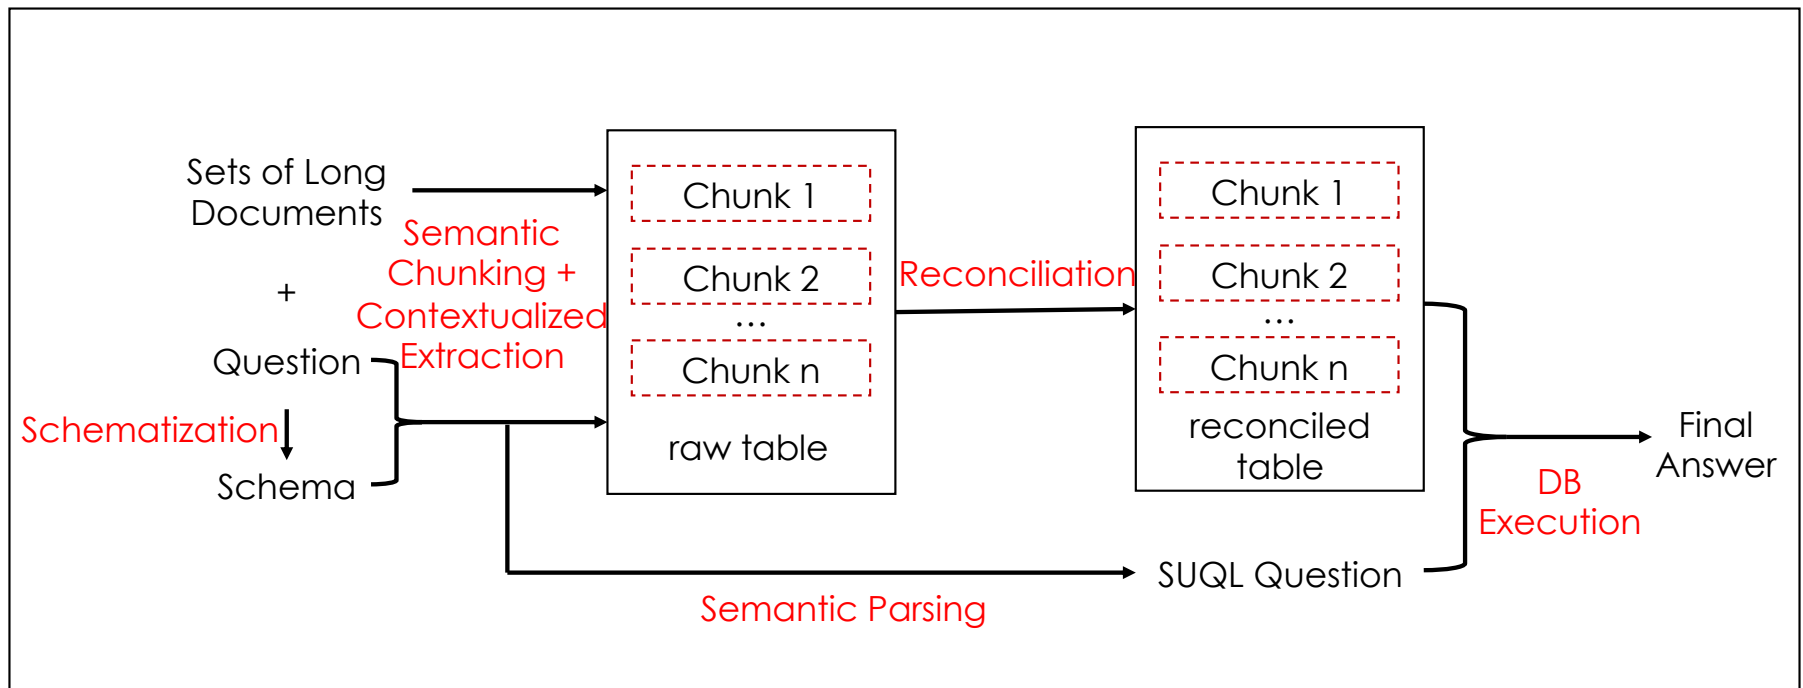 Sets of Long
Documents
+
Question
Schematization
Schema
Semantic
Chunking +
Contextualized
Extraction
Chunk 1
Chunk 2
...
Chunk n
raw table
Reconciliation
Chunk 1
Chunk 2
...
Chunk n
reconciled
table
Semantic Parsing
SUQL Question
DB
Execution
Final
Answer